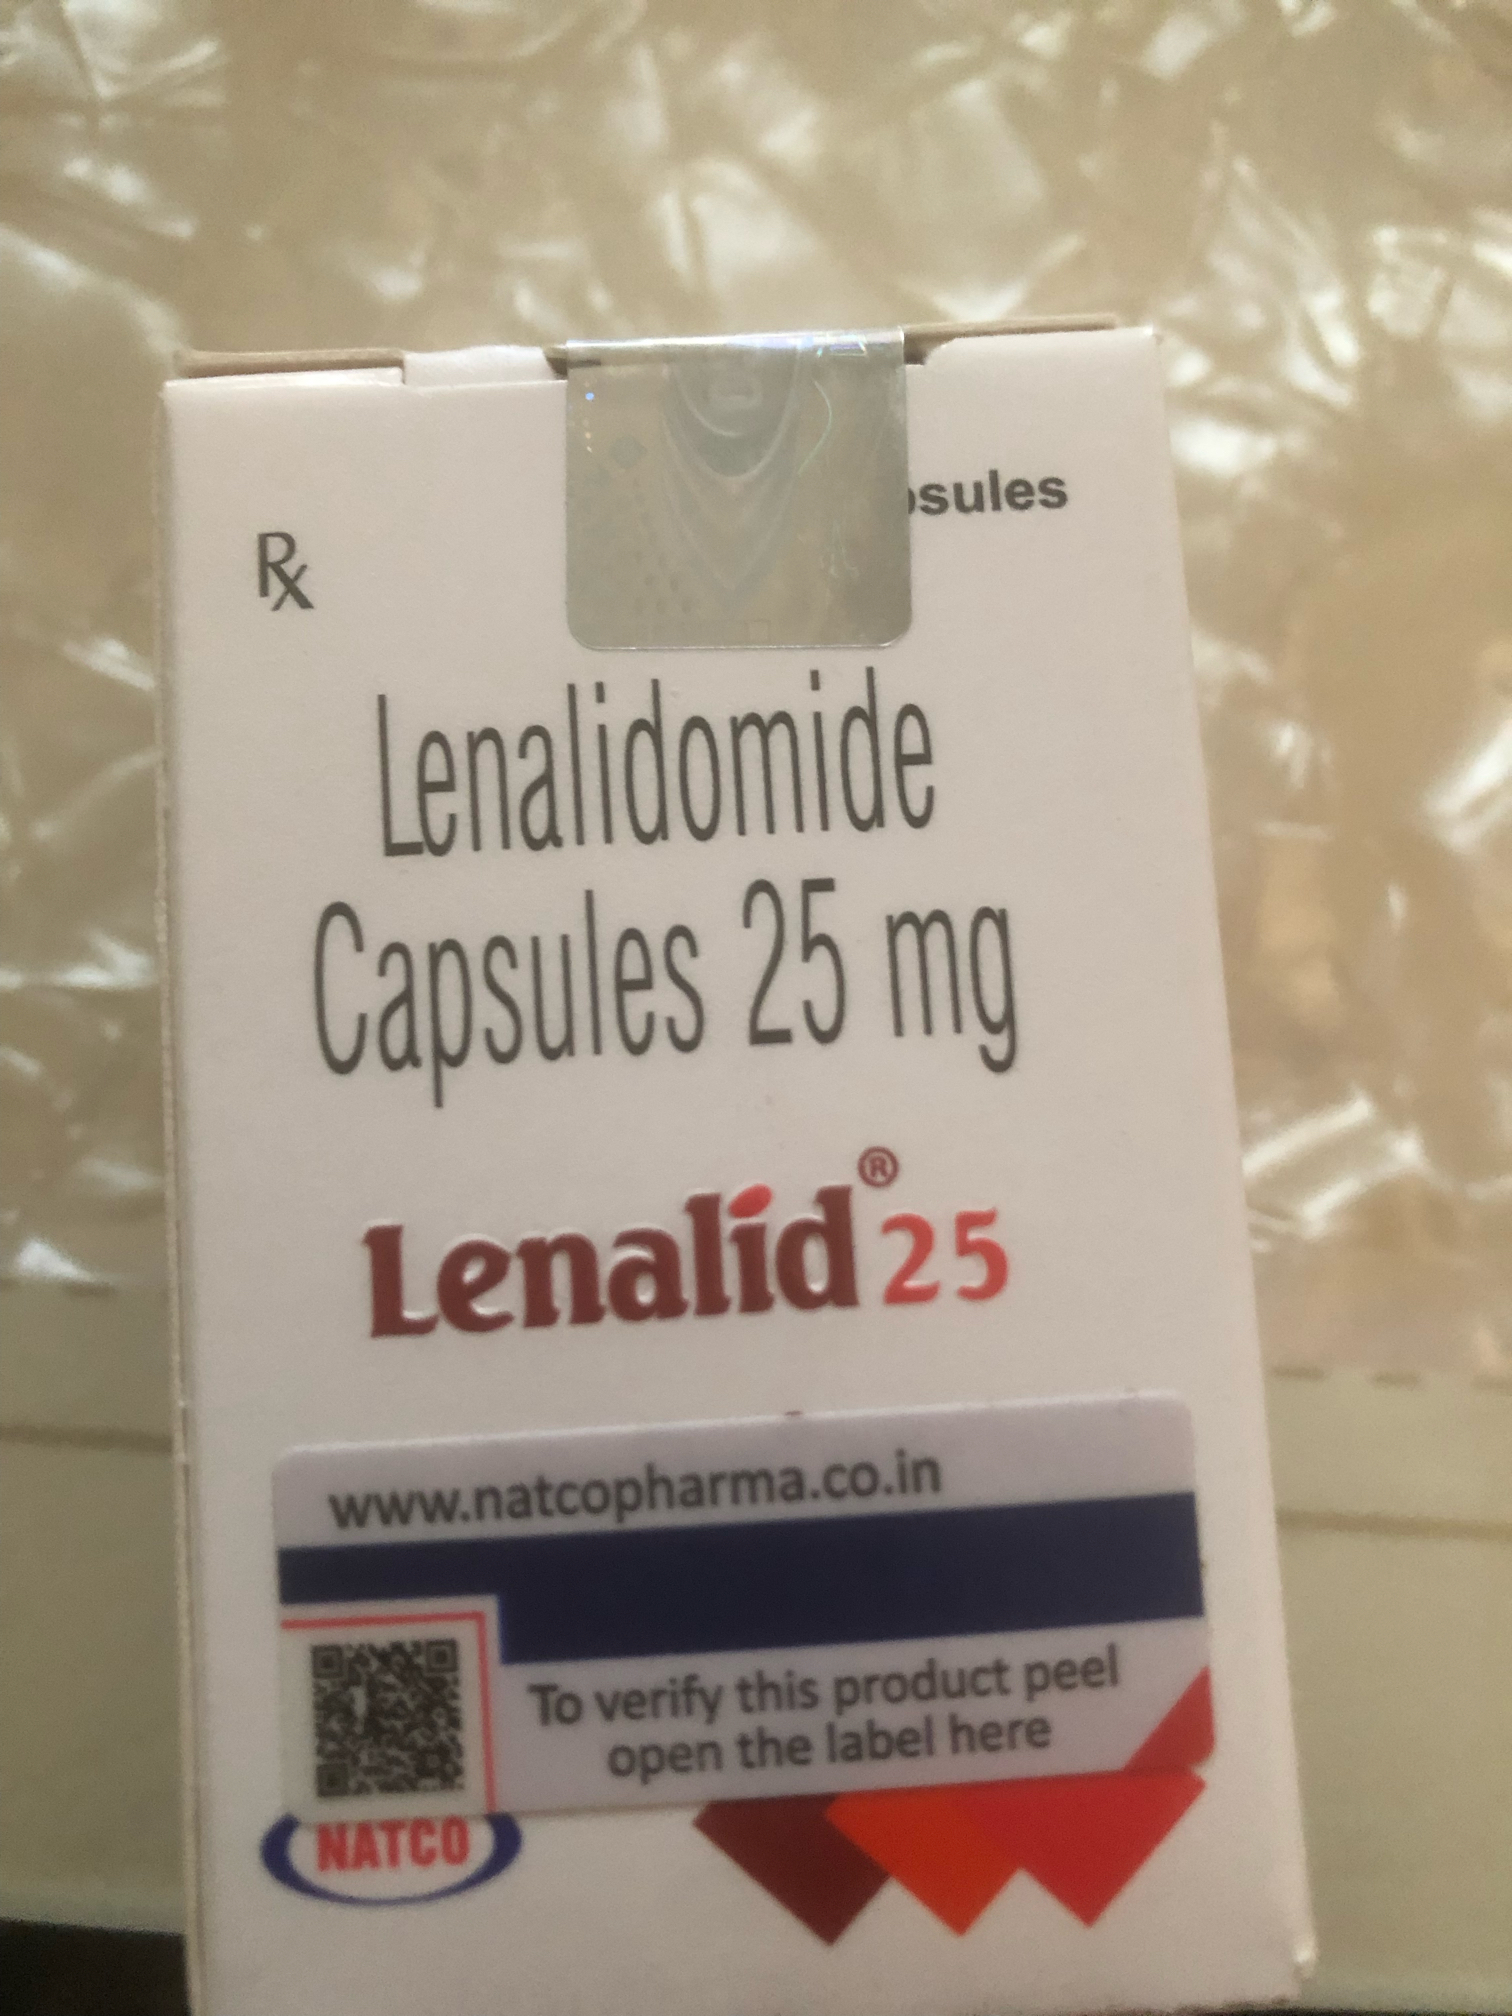 Rx
Lenalidomide
Capsules 25 mg
Lenalid® 25
www.natcopharma.co.in
To verify this product peel
open the label here
NATCO